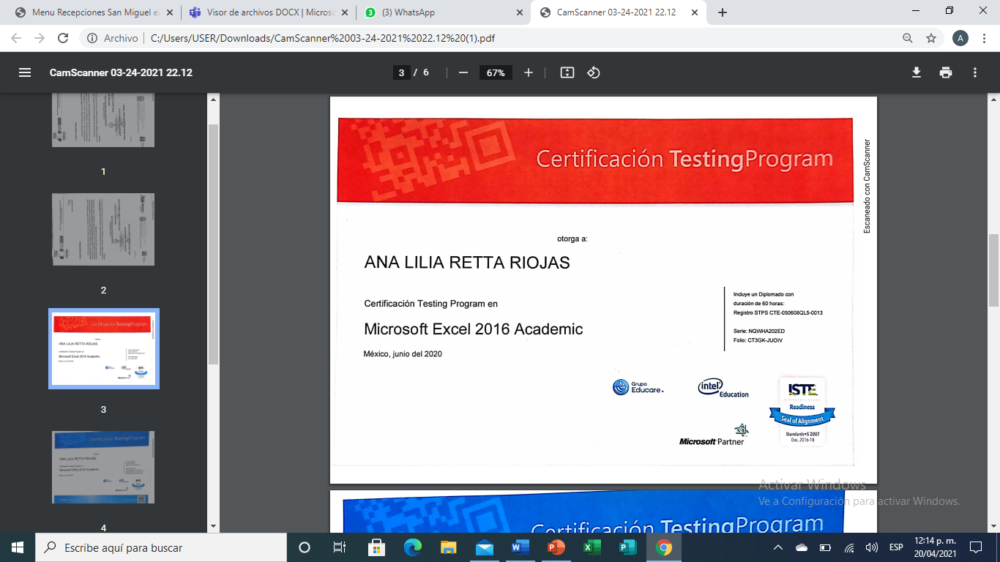 Menu Recepciones San Miguel e
Visor de archivos DOCX | Microso
(3) WhatsApp
CamScanner 03-24-2021 22.12
Archivo
C:/Users/USER/Downloads/CamScanner%2003-24-2021%2022.12%20(1).pdf
A
CamScanner 03-24-2021 22.12
3 / 6
67%
1
2
3
4
Certificación TestingProgram
Escaneado con CamScanner
otorga a:
ANA LILIA RETTA RIOJAS
Certificación Testing Program en
Microsoft Excel 2016 Academic
México, junio del 2020
Incluye un Diplomado con
duración de 60 horas:
Registro STPS CTE-050608QL5-0013
Serie: NQWHA202ED
Folio: CT3GK-JUOIV
Grupo
Educare.
intel
Education
ISTE
Readiness
Seal of Alignment
Standards•S 2007
Dec. 2016-18
Microsoft Partner
Certificación TestingProgram
Activar Windows
Ve a Configuración para activar Windows.
Escribe aquí para buscar
ESP
12:14 p. m.
20/04/2021